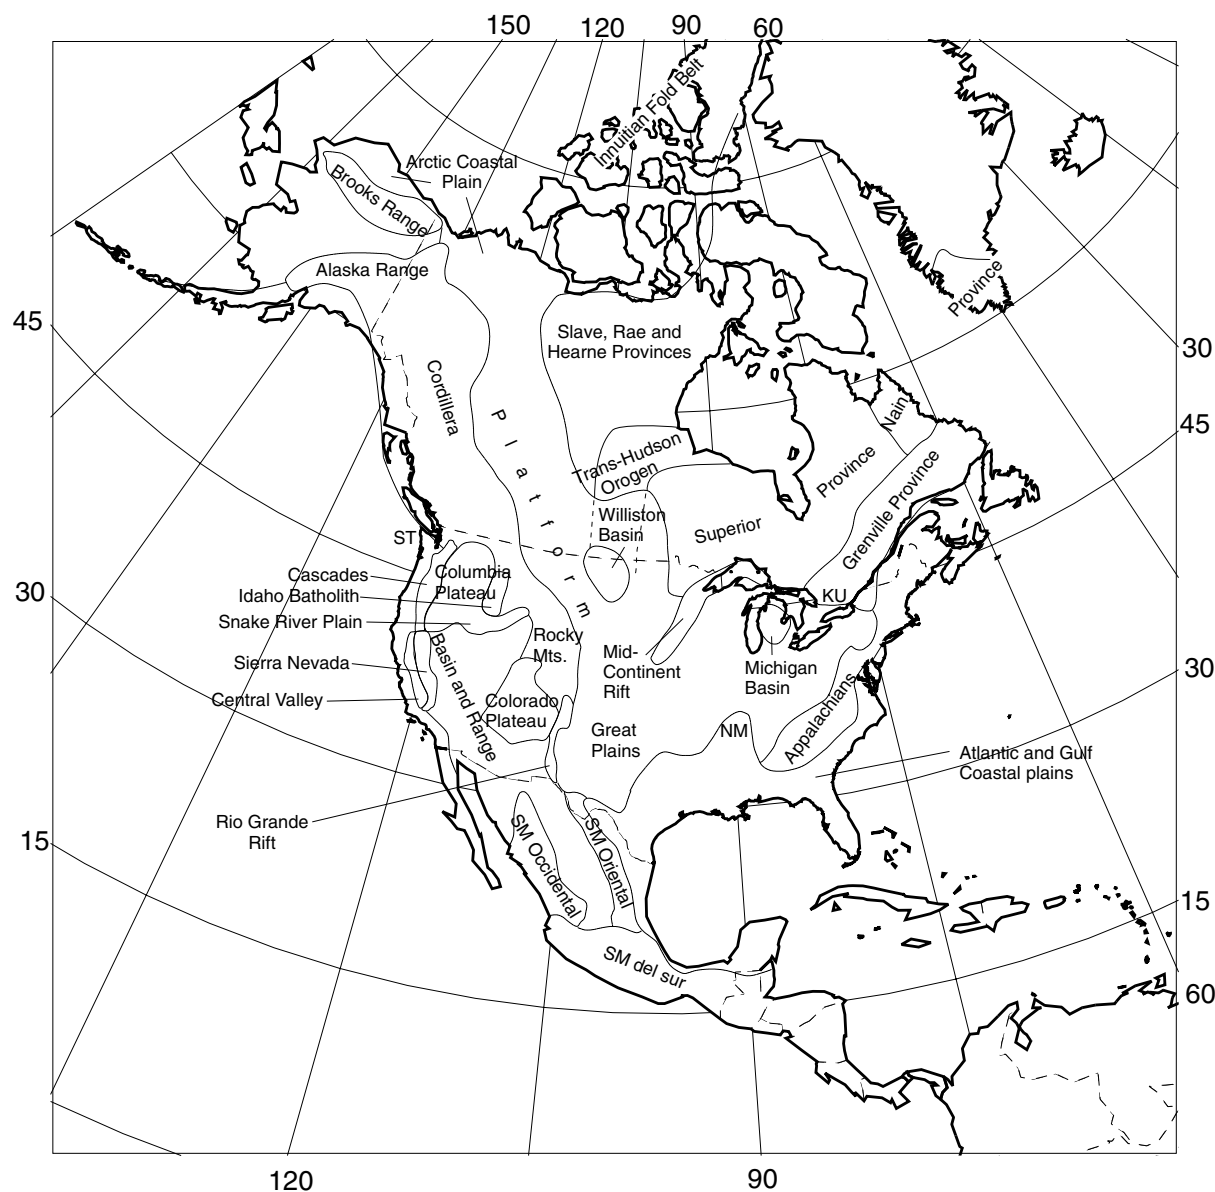 150
120
90
60
Innuitian Fold Belt
Arctic Coastal
Plain
Brooks Range
Alaska Range
Province
45
30
Slave, Rae and
Hearne Provinces
Cordillera
Platform
Nain
45
Trans-Hudson
Orogen
Province
Grenville Province
Williston
Basin
Superior
ST
Cascades
Columbia
Plateau
Idaho Batholith
30
KU
Snake River Plain
Rocky
Mts.
Sierra Nevada
Basin and Range
Mid-
Continent
Rift
Michigan
Basin
30
Central Valley
Colorado
Plateau
Appalachians
Great
Plains
NM
Atlantic and Gulf
Coastal plains
Rio Grande
Rift
15
SM Occidental
SM Oriental
15
SM del sur
60
120
90